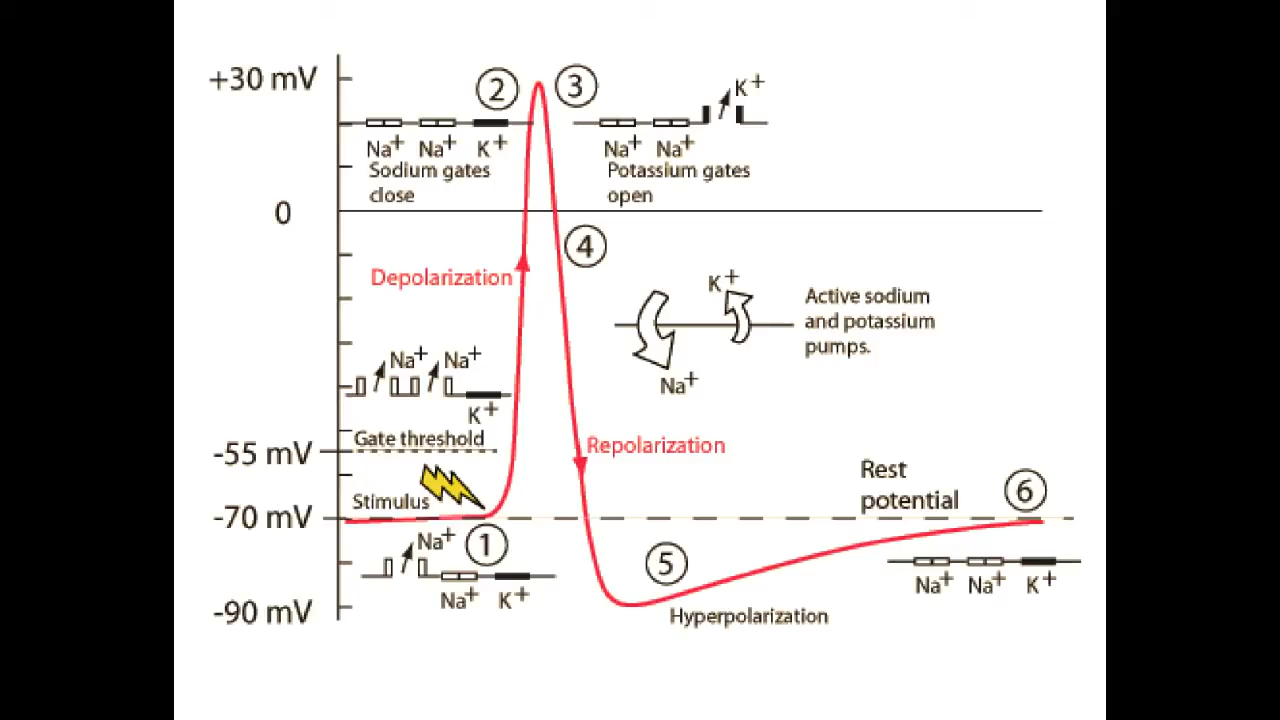 +30 mV
2
3
K+
Na+ Na+ K+
Na+ Na+
Sodium gates
close
Potassium gates
open
0
4
Depolarization
K+
Active sodium
and potassium
pumps.
Na+
Na+ Na+
K+
Gate threshold
-55 mV
Repolarization
Rest
potential
6
Stimulus
-70 mV
Na+
1
Na+ K+
5
Na+ Na+ K+
-90 mV
Hyperpolarization